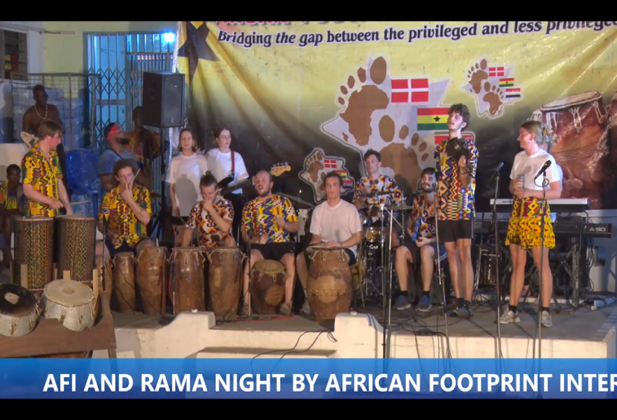 Bridging the gap between the privileged and less privileged
AFI AND RAMA NIGHT BY AFRICAN FOOTPRINT INTER